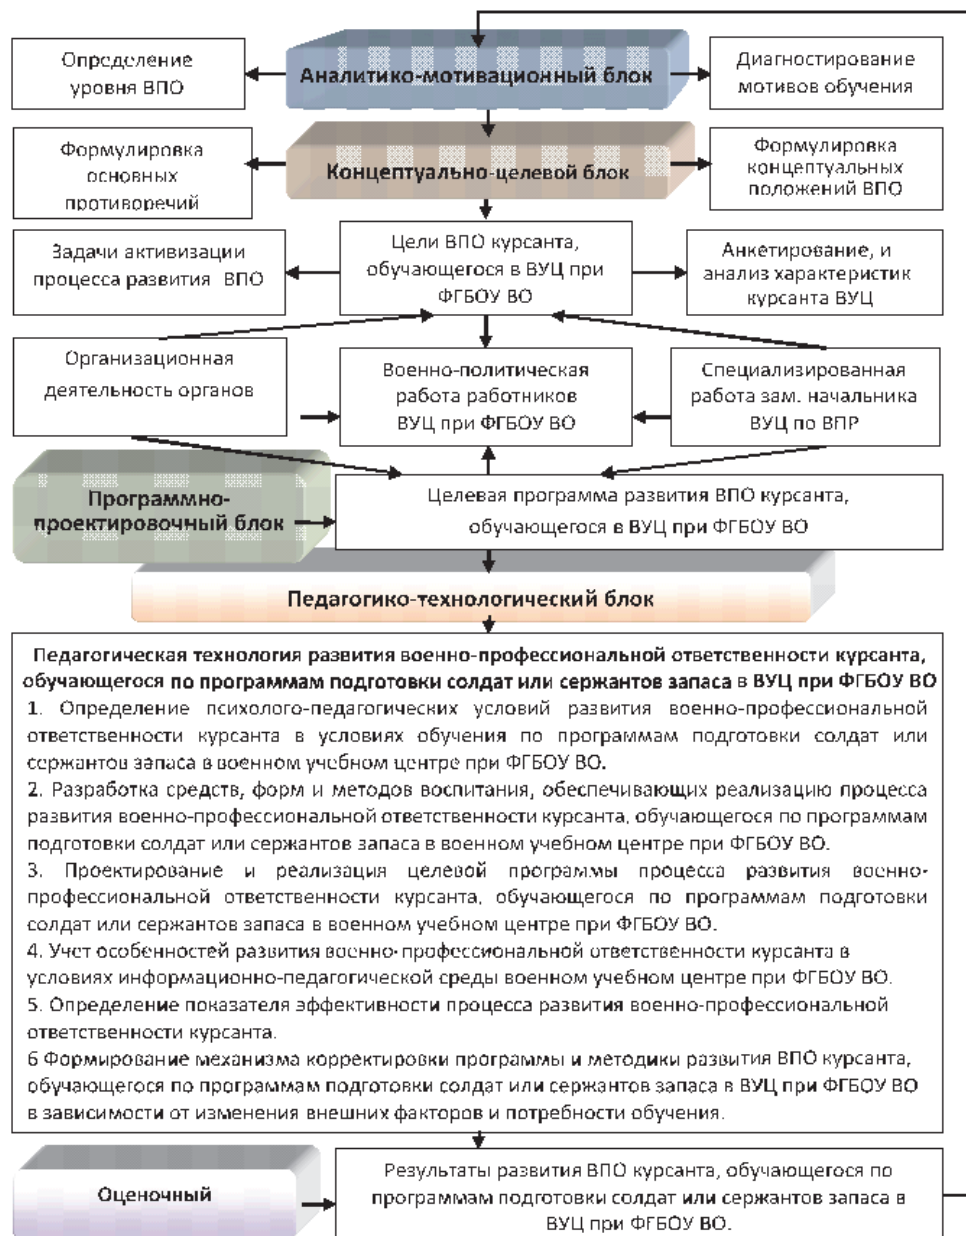 Определение
уровня ВПО
Аналитико-мотивационный блок
Диагностирование
мотивов обучения
Формулировка
основных
противоречий
Концептуально-целевой блок
Формулировка
концептуальных
положений ВПО
Задачи активизации
процесса развития ВПО
Цели ВПО курсанта,
обучающегося в ВУЦ при
ФГБОУ ВО
Анкетирование, и
анализ характеристик
курсанта ВУЦ
Организационная
деятельность органов
Военно-политическая
работа работников
ВУЦ при ФГБОУ ВО
Специализированная
работа зам. начальника
ВУЦ по ВПР
Программно-
проектировочный блок
Целевая программа развития ВПО курсанта,
обучающегося в ВУЦ при ФГБОУ ВО
Педагогико-технологический блок
Педагогическая технология развития военно-профессиональной ответственности курсанта,
обучающегося по программам подготовки солдат или сержантов запаса в ВУЦ при ФГБОУ ВО
1. Определение психолого-педагогических условий развития военно-профессиональной
ответственности курсанта в условиях обучения по программам подготовки солдат или
сержантов запаса в военном учебном центре при ФГБОУ ВО.
2. Разработка средств, форм и методов воспитания, обеспечивающих реализацию процесса
развития военно-профессиональной ответственности курсанта, обучающегося по программам
подготовки солдат или сержантов запаса в военном учебном центре при ФГБОУ ВО.
3. Проектирование и реализация целевой программы процесса развития военно-
профессиональной ответственности курсанта, обучающегося по программам подготовки
солдат или сержантов запаса в военном учебном центре при ФГБОУ ВО.
4. Учет особенностей развития военно-профессиональной ответственности курсанта в
условиях информационно-педагогической среды военном учебном центре при ФГБОУ ВО.
5. Определение показателя эффективности процесса развития военно-профессиональной
ответственности курсанта.
6 Формирование механизма корректировки программы и методики развития ВПО курсанта,
обучающегося по программам подготовки солдат или сержантов запаса в ВУЦ при ФГБОУ ВО
в зависимости от изменения внешних факторов и потребности обучения.
Оценочный
Результаты развития ВПО курсанта, обучающегося по
программам подготовки солдат или сержантов запаса в
ВУЦ при ФГБОУ ВО.